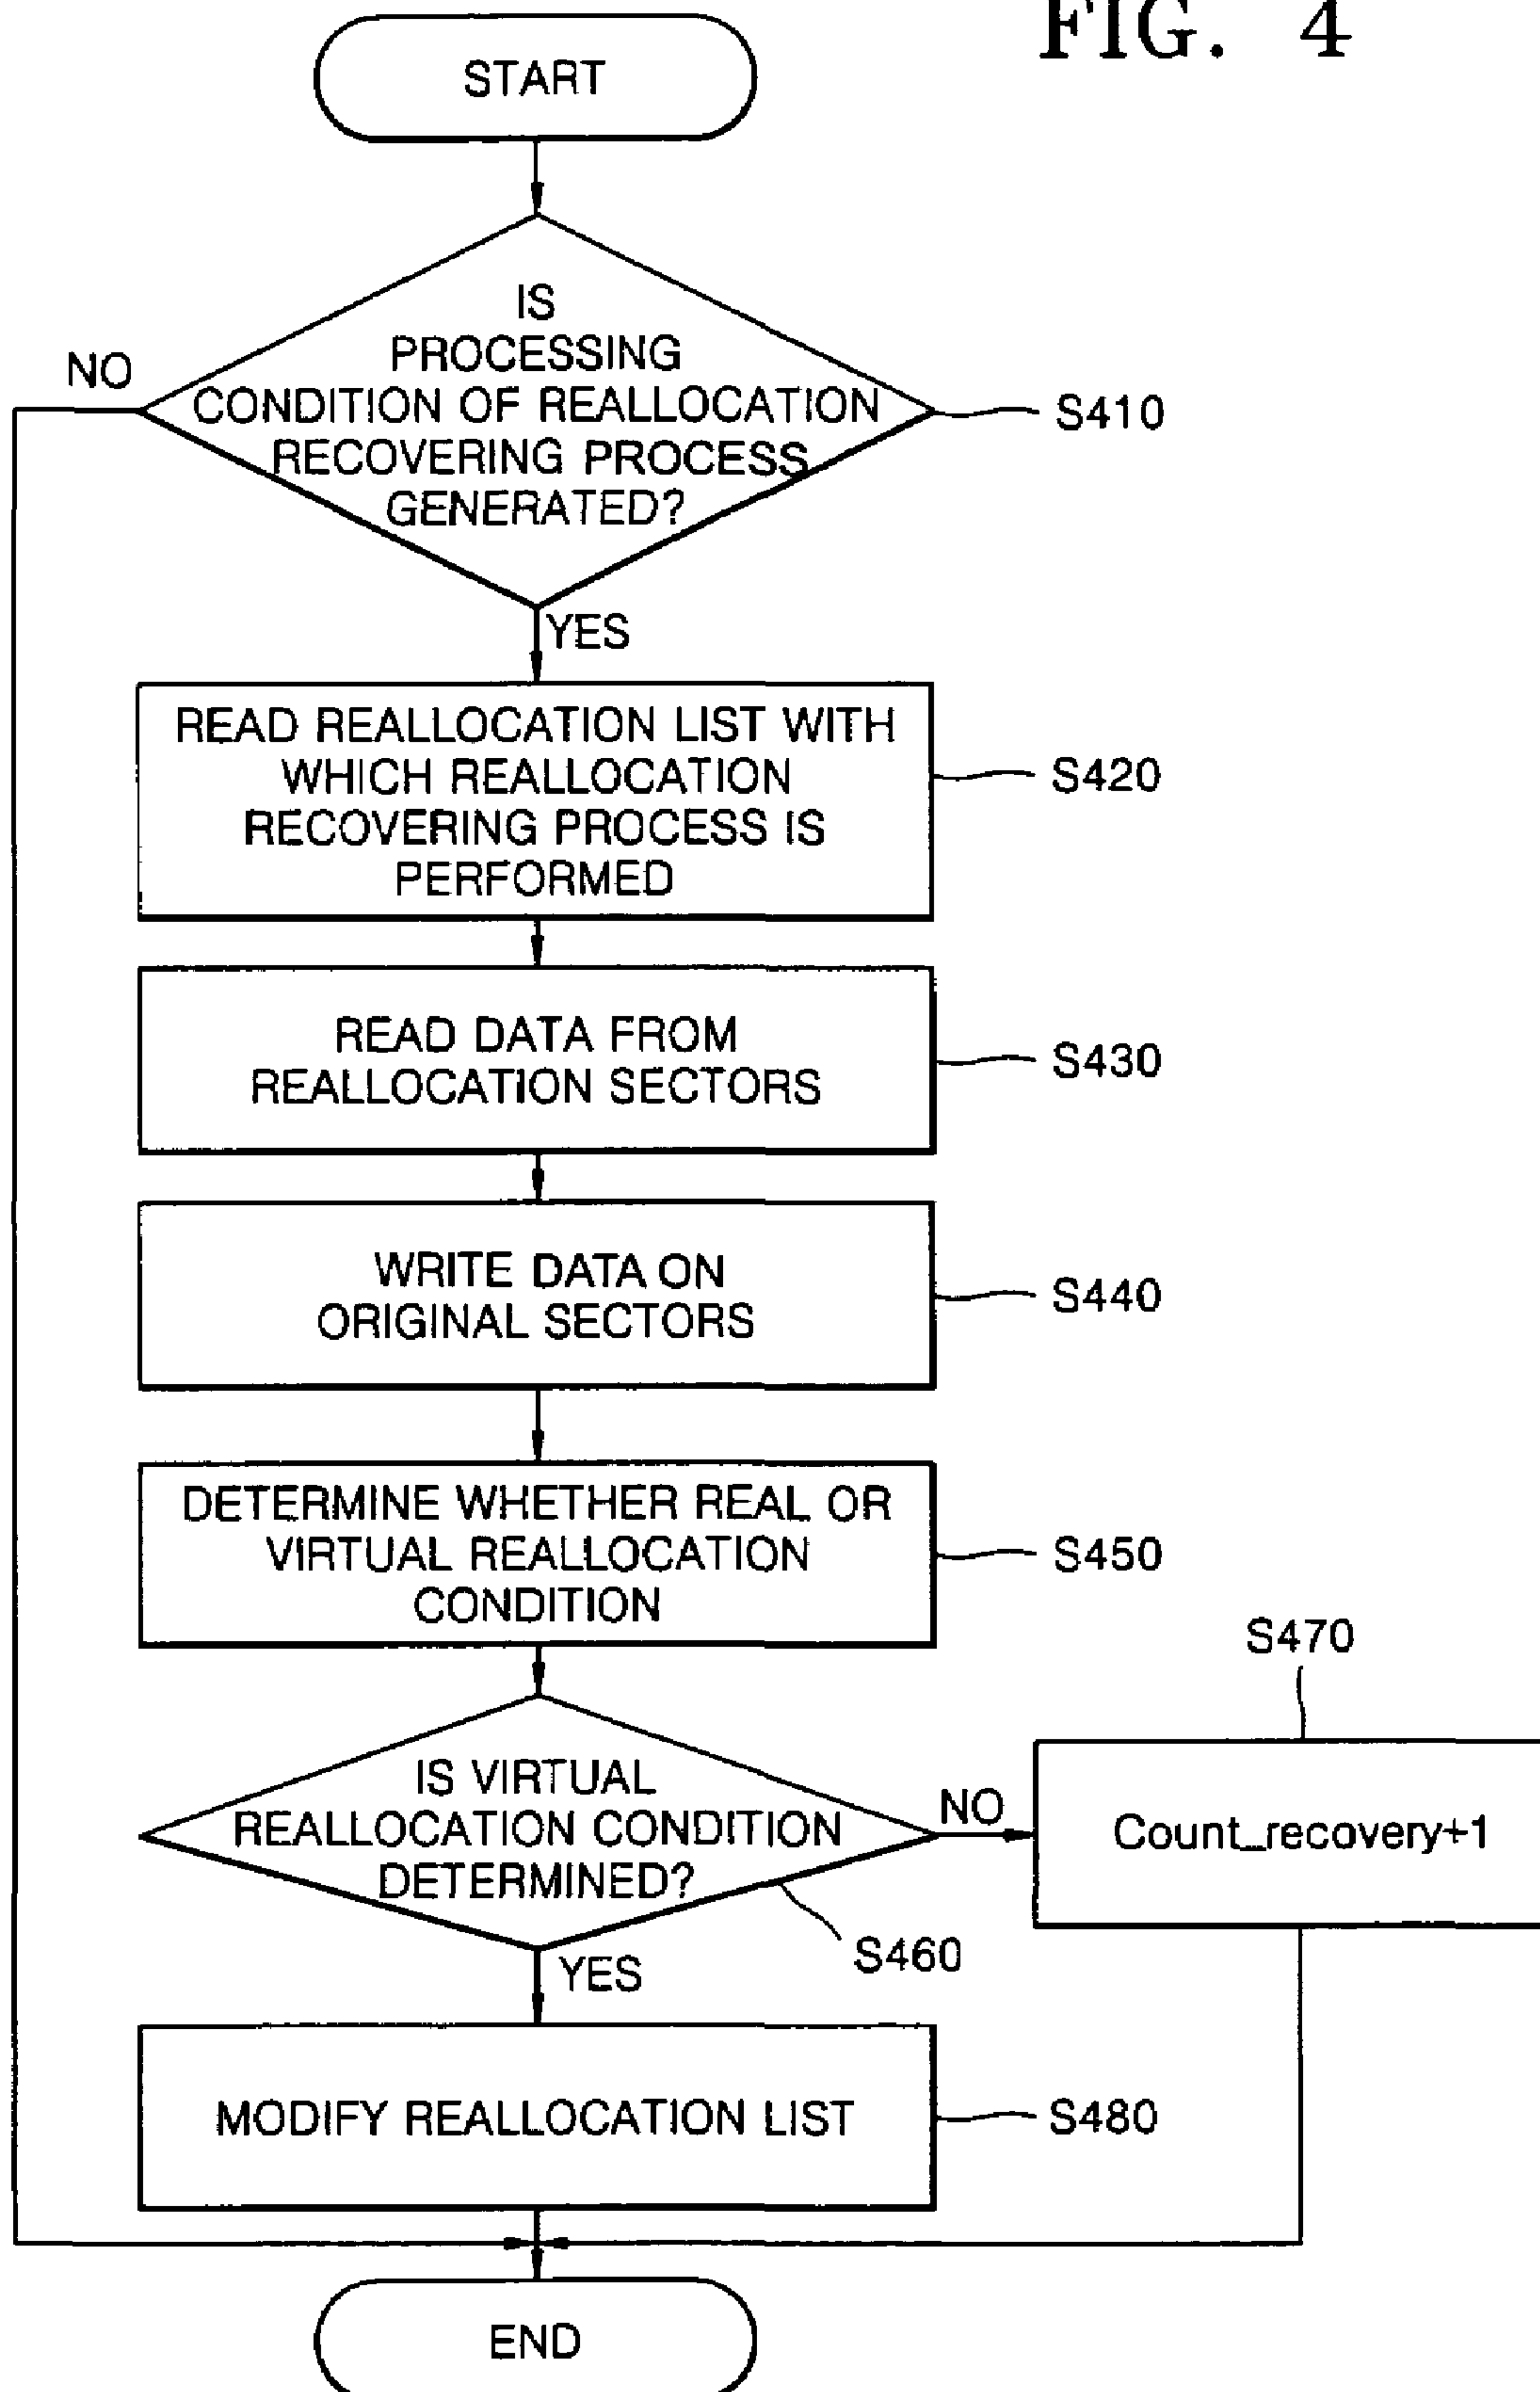 FIG. 4
START
IS
PROCESSING
CONDITION OF REALLOCATION
RECOVERING PROCESS
GENERATED?
NO
S410
YES
READ REALLOCATION LIST WITH
WHICH REALLOCATION
RECOVERING PROCESS IS
PERFORMED
S420
READ DATA FROM
REALLOCATION SECTORS
S430
WRITE DATA ON
ORIGINAL SECTORS
S440
DETERMINE WHETHER REAL OR
VIRTUAL REALLOCATION
CONDITION
S450
IS VIRTUAL
REALLOCATION CONDITION
DETERMINED?
NO
S460
S470
Count_recovery+1
YES
MODIFY REALLOCATION LIST
S480
END